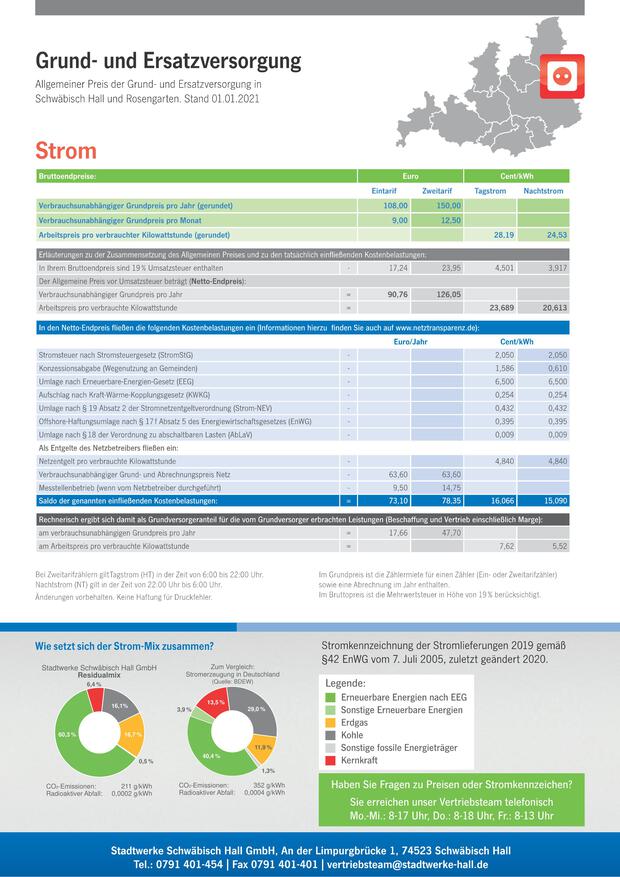 Grund- und Ersatzversorgung
Allgemeiner Preis der Grund- und Ersatzversorgung in
Schwäbisch Hall und Rosengarten. Stand 01.01.2021
Strom
Bruttoendpreise: Euro Cent/kWh
Eintarif Zweitarif Tagstrom Nachtstrom
Verbrauchsunabhängiger Grundpreis pro Jahr (gerundet) 108,00 150,00
Verbrauchsunabhängiger Grundpreis pro Monat 9,00 12,50
Arbeitspreis pro verbrauchter Kilowattstunde (gerundet) 28,19 24,53
Erläuterungen zu der Zusammensetzung des Allgemeinen Preises und zu den tatsächlich einfließenden Kostenbelastungen:
In Ihrem Bruttoendpreis sind 19 % Umsatzsteuer enthalten - 17,24 23,95 4,501 3,917
Der Allgemeine Preis vor Umsatzsteuer beträgt (Netto-Endpreis):
Verbrauchsunabhängiger Grundpreis pro Jahr = 90,76 126,05
Arbeitspreis pro verbrauchte Kilowattstunde = 23,689 20,613
In den Netto-Endpreis fließen die folgenden Kostenbelastungen ein (Informationen hierzu finden Sie auch auf www.netztransparenz.de):
Euro/Jahr Cent/kWh
Stromsteuer nach Stromsteuergesetz (StromStG) - 2,050 2,050
Konzessionsabgabe (Wegenutzung an Gemeinden) - 1,586 0,610
Umlage nach Erneuerbare-Energien-Gesetz (EEG) - 6,500 6,500
Aufschlag nach Kraft-Wärme-Kopplungsgesetz (KWKG) - 0,254 0,254
Umlage nach § 19 Absatz 2 der Stromnetzentgeltverordnung (Strom-NEV) - 0,432 0,432
Offshore-Haftungsumlage nach § 17 f Absatz 5 des Energiewirtschaftsgesetzes (EnWG) - 0,395 0,395
Umlage nach § 18 der Verordnung zu abschaltbaren Lasten (AbLaV) - 0,009 0,009
Als Entgelte des Netzbetreibers fließen ein:
Netzentgelt pro verbrauchte Kilowattstunde - 4,840 4,840
Verbrauchsunabhängiger Grund- und Abrechnungspreis Netz - 63,60 63,60
Messtellenbetrieb (wenn vom Netzbetreiber durchgeführt) - 9,50 14,75
Saldo der genannten einfließenden Kostenbelastungen: = 73,10 78,35 16,066 15,090
Rechnerisch ergibt sich damit als Grundversorgeranteil für die vom Grundversorger erbrachten Leistungen (Beschaffung und Vertrieb einschließlich Marge):
am verbrauchsunabhängigen Grundpreis pro Jahr = 17,66 47,70
am Arbeitspreis pro verbrauchte Kilowattstunde = 7,62 5,52
Bei Zweitarifzählern gilt Tagstrom (HT) in der Zeit von 6:00 bis 22:00 Uhr.
Nachtstrom (NT) gilt in der Zeit von 22:00 Uhr bis 6:00 Uhr.
Änderungen vorbehalten. Keine Haftung für Druckfehler.
Im Grundpreis ist die Zählermiete für einen Zähler (Ein- oder Zweitarifzähler)
sowie eine Abrechnung im Jahr enthalten.
Im Bruttopreis ist die Mehrwertsteuer in Höhe von 19 % berücksichtigt.
Wie setzt sich der Strom-Mix zusammen?
Stadtwerke Schwäbisch Hall GmbH
Residualmix
6,4 %
16,1%
16,7 %
0,5 %
60,3 %
CO₂-Emissionen: 211 g/kWh
Radioaktiver Abfall: 0,0002 g/kWh
Zum Vergleich:
Stromerzeugung in Deutschland
(Quelle: BDEW)
13,5 %
29,0 %
3,9 %
11,9 %
40,4 %
1,3%
CO₂-Emissionen: 352 g/kWh
Radioaktiver Abfall: 0,0004 g/kWh
Stromkennzeichnung der Stromlieferungen 2019 gemäß
§42 EnWG vom 7. Juli 2005, zuletzt geändert 2020.
Legende:
Erneuerbare Energien nach EEG
Sonstige Erneuerbare Energien
Erdgas
Kohle
Sonstige fossile Energieträger
Kernkraft
Haben Sie Fragen zu Preisen oder Stromkennzeichen?
Sie erreichen unser Vertriebsteam telefonisch
Mo.-Mi.: 8-17 Uhr, Do.: 8-18 Uhr, Fr.: 8-13 Uhr
Stadtwerke Schwäbisch Hall GmbH, An der Limpurgbrücke 1, 74523 Schwäbisch Hall
Tel.: 0791 401-454 | Fax 0791 401-401 | vertriebsteam@stadtwerke-hall.de